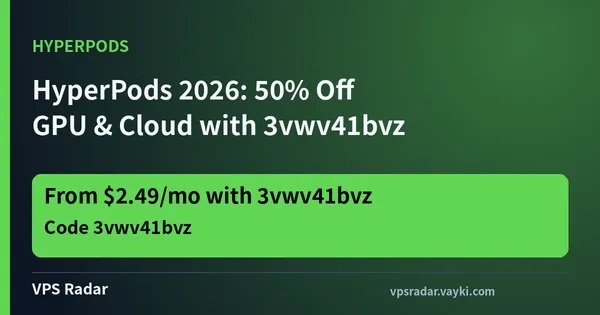 HYPERPODS
HyperPods 2026: 50% Off
GPU & Cloud with 3vwv41bvz
From $2.49/mo with 3vwv41bvz
Code 3vwv41bvz
VPS Radar
vpsradar.vayki.com